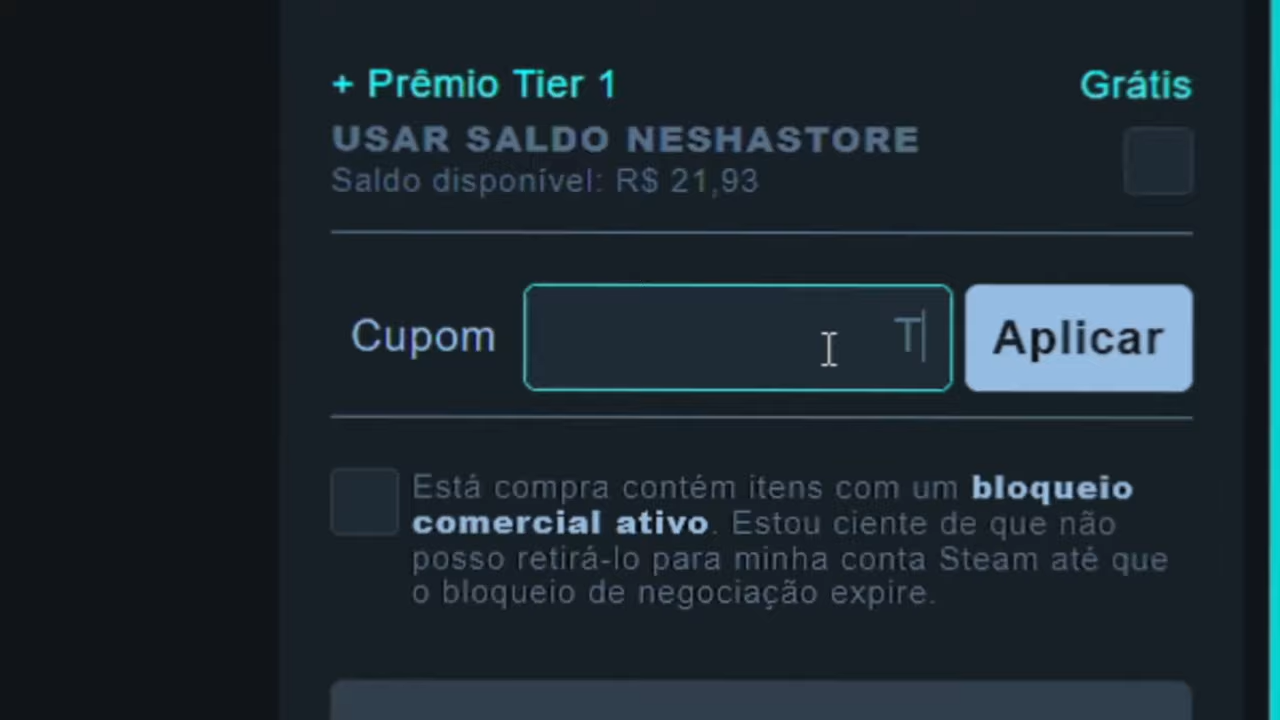 + Prêmio Tier 1 Grátis
USAR SALDO NESHASTORE
Saldo disponível: R$ 21,93
Cupom T Aplicar
Está compra contém itens com um bloqueio
comercial ativo. Estou ciente de que não
posso retirá-lo para minha conta Steam até que
o bloqueio de negociação expire.